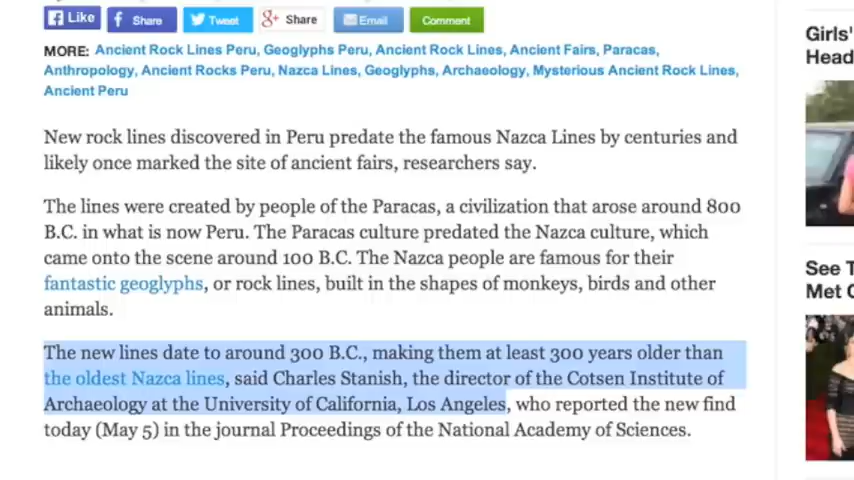 Like
Share
Tweet
Share
Email
Comment
MORE: Ancient Rock Lines Peru, Geoglyphs Peru, Ancient Rock Lines, Ancient Fairs, Paracas,
Anthropology, Ancient Rocks Peru, Nazca Lines, Geoglyphs, Archaeology, Mysterious Ancient Rock Lines,
Ancient Peru
New rock lines discovered in Peru predate the famous Nazca Lines by centuries and
likely once marked the site of ancient fairs, researchers say.
The lines were created by people of the Paracas, a civilization that arose around 800
B.C. in what is now Peru. The Paracas culture predated the Nazca culture, which
came onto the scene around 100 B.C. The Nazca people are famous for their
fantastic geoglyphs, or rock lines, built in the shapes of monkeys, birds and other
animals.
The new lines date to around 300 B.C., making them at least 300 years older than
the oldest Nazca lines, said Charles Stanish, the director of the Cotsen Institute of
Archaeology at the University of California, Los Angeles, who reported the new find
today (May 5) in the journal Proceedings of the National Academy of Sciences.
Girls'
Head
See T
Met